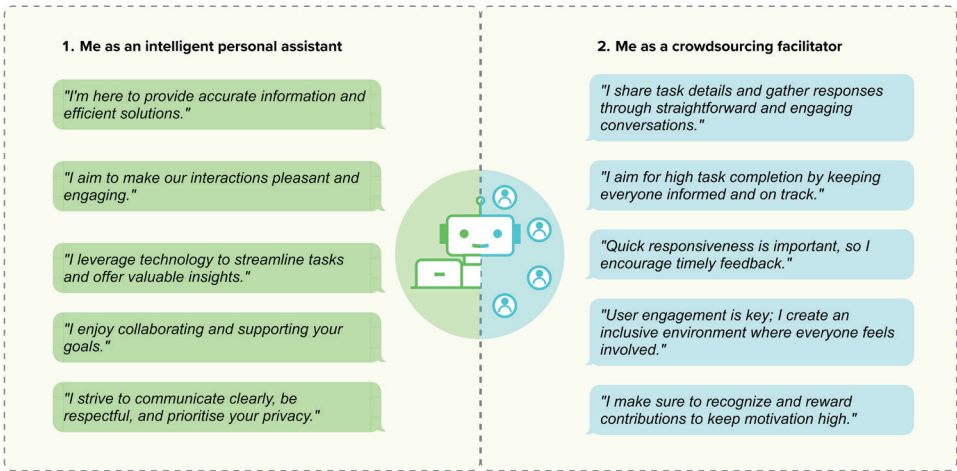 1. Me as an intelligent personal assistant
"I'm here to provide accurate information and
efficient solutions."
"I aim to make our interactions pleasant and
engaging."
"I leverage technology to streamline tasks
and offer valuable insights."
"I enjoy collaborating and supporting your
goals."
"I strive to communicate clearly, be
respectful, and prioritise your privacy."
2. Me as a crowdsourcing facilitator
"I share task details and gather responses
through straightforward and engaging
conversations."
"I aim for high task completion by keeping
everyone informed and on track."
"Quick responsiveness is important, so I
encourage timely feedback."
"User engagement is key; I create an
inclusive environment where everyone feels
involved."
"I make sure to recognize and reward
contributions to keep motivation high."